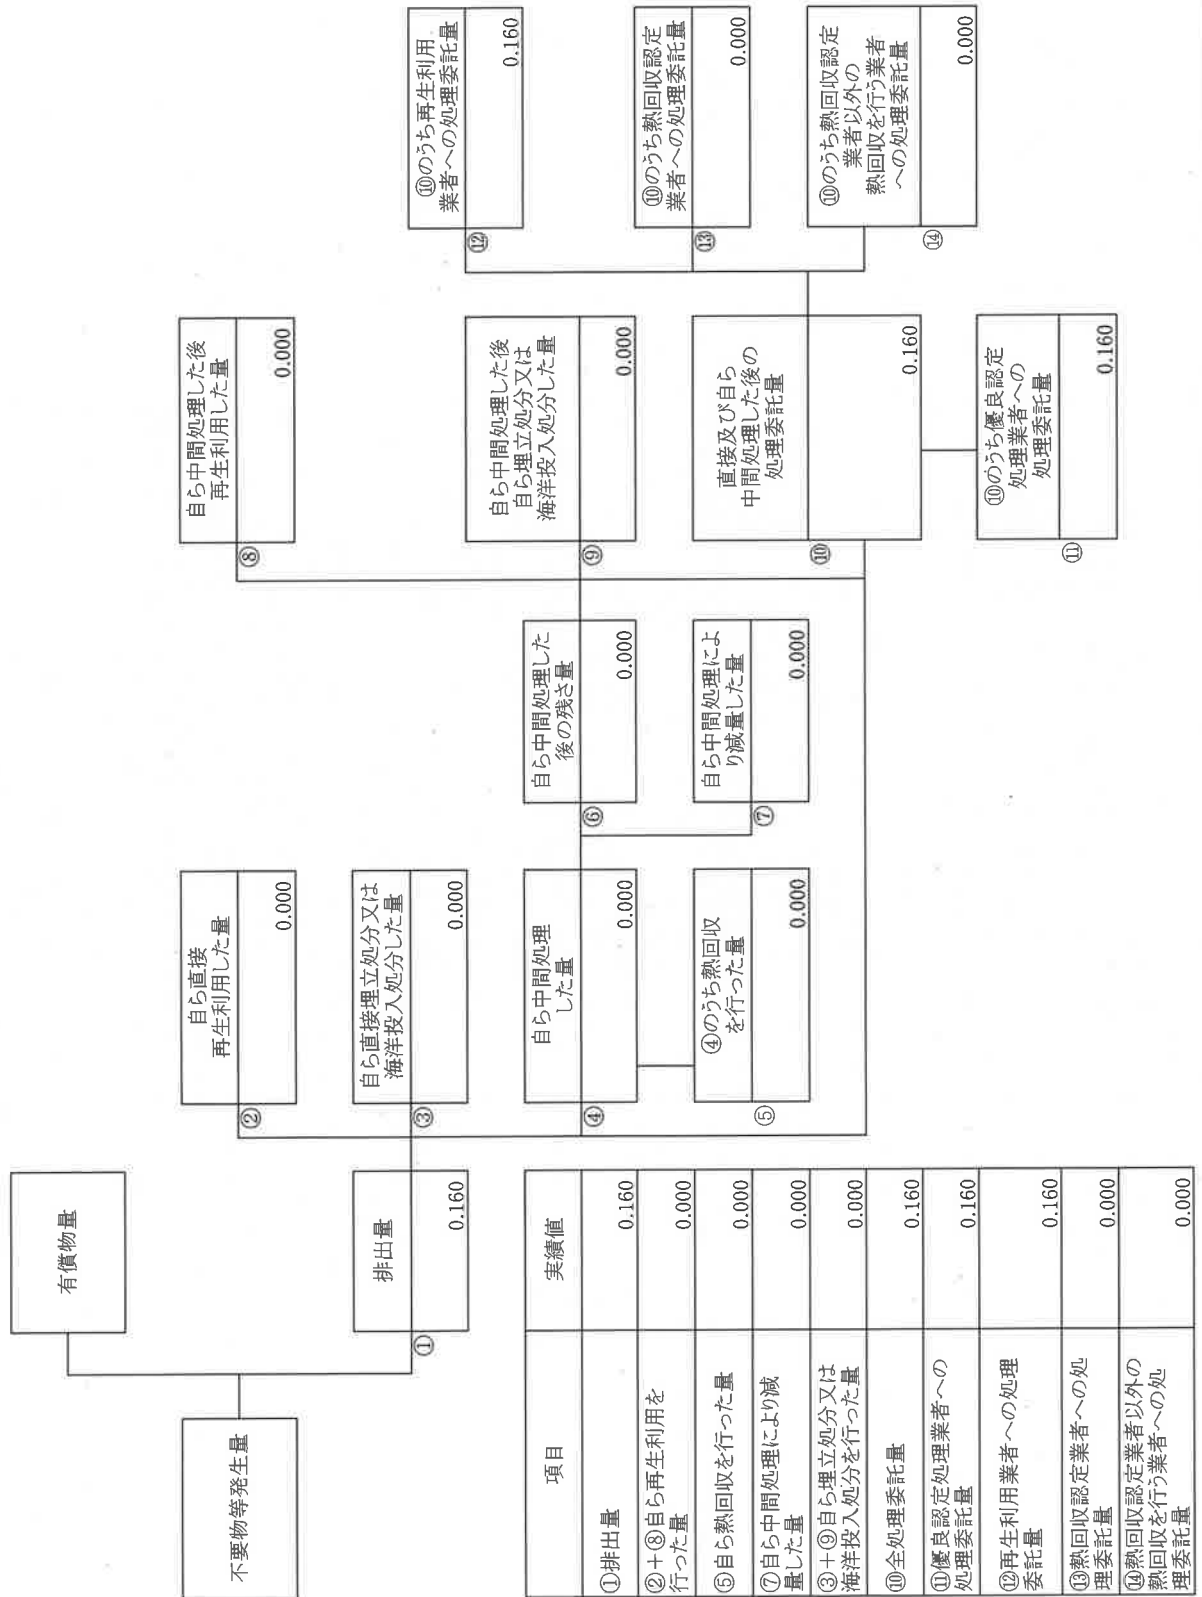 不要物等発生量
有償物量
排出量
①
0.160
自ら直接
再生利用した量
②
0.000
自ら直接埋立処分又は
海洋投入処分した量
③
0.000
自ら中間処理
した量
④
0.000
④のうち熱回収
を行った量
⑤
0.000
自ら中間処理した
後の残さ量
⑥
0.000
自ら中間処理によ
り減量した量
⑦
0.000
自ら中間処理した後
再生利用した量
⑧
0.000
自ら中間処理した後
自ら埋立処分又は
海洋投入処分した量
⑨
0.000
直接及び自ら
中間処理した後の
処理委託量
⑩
0.160
⑩のうち優良認定
処理業者への
処理委託量
⑪
0.160
⑩のうち再生利用
業者への処理委託量
⑫
0.160
⑩のうち熱回収認定
業者への処理委託量
⑬
0.000
⑩のうち熱回収認定
業者以外の
熱回収を行う業者
への処理委託量
⑭
0.000
項目 実績値
①排出量 0.160
②+⑧自ら再生利用を
行った量 0.000
⑤自ら熱回収を行った量 0.000
⑦自ら中間処理により減
量した量 0.000
③+⑨自ら埋立処分又は
海洋投入処分を行った量 0.000
⑩全処理委託量 0.160
⑪優良認定処理業者への
処理委託量 0.160
⑫再生利用業者への処理
委託量 0.160
⑬熱回収認定業者への処
理委託量 0.000
⑭熱回収認定業者以外の
熱回収を行う業者への処
理委託量 0.000